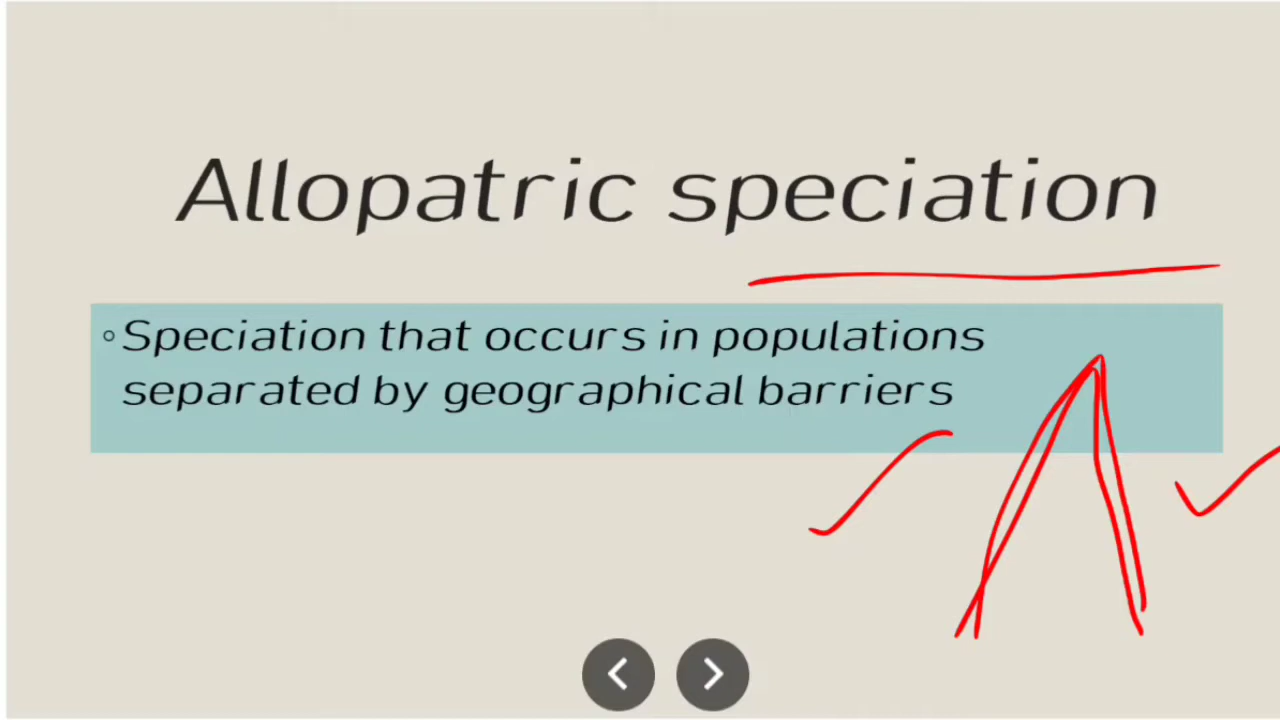 Allopatric speciation
◦Speciation that occurs in populations
separated by geographical barriers